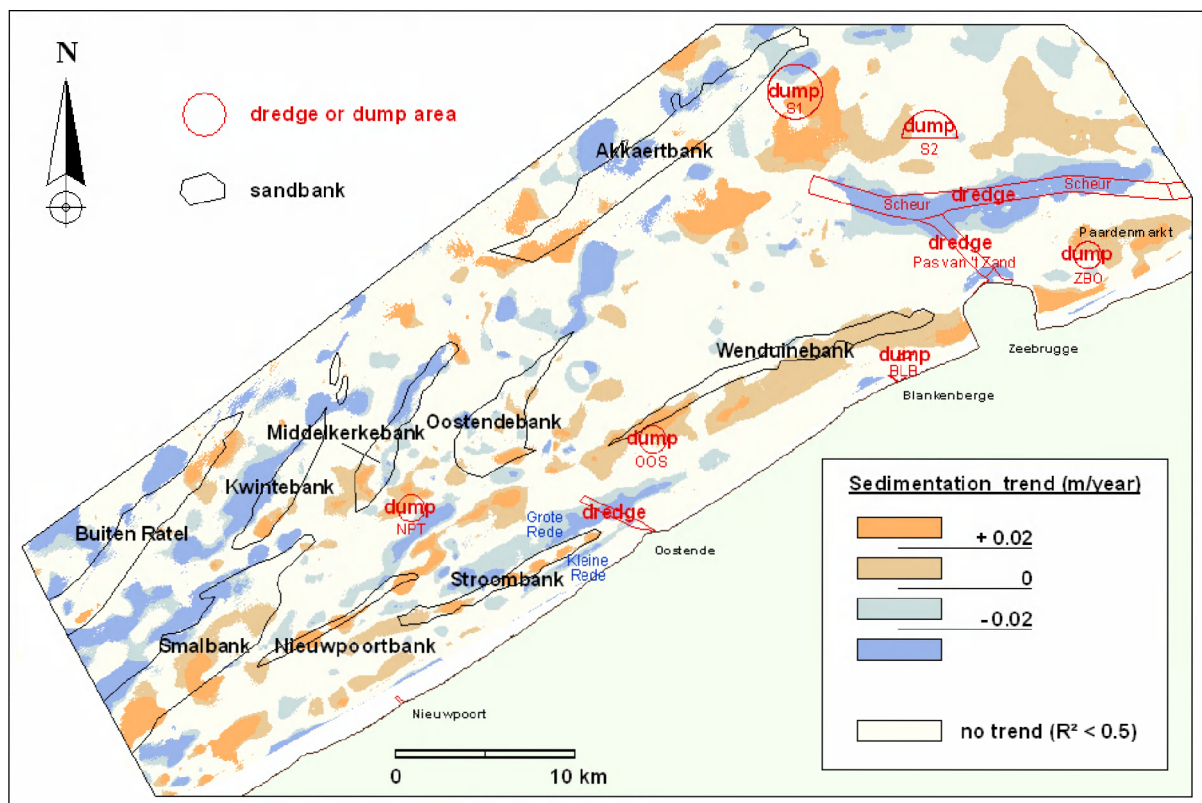 N
dredge or dump area
sandbank
dump
S1
dump
S2
Akkaertbank
Scheur
dredge
Scheur
dredge
Pas van 't Zand
Paardenmarkt
dump
ZBO
Zeebrugge
Wenduinebank
dump
BLB
Blankenberge
Oostendebank
Middelkerkebank
dump
OOS
Kwintebank
dump
NPT
Buiten Ratel
Grote
Rede
dredge
Oostende
Kleine
Rede
Stroombank
Smalbank
Nieuwpoortbank
Nieuwpoort
0
10 km
Sedimentation trend (m/year)
+ 0.02
0
- 0.02
no trend (R² < 0.5)